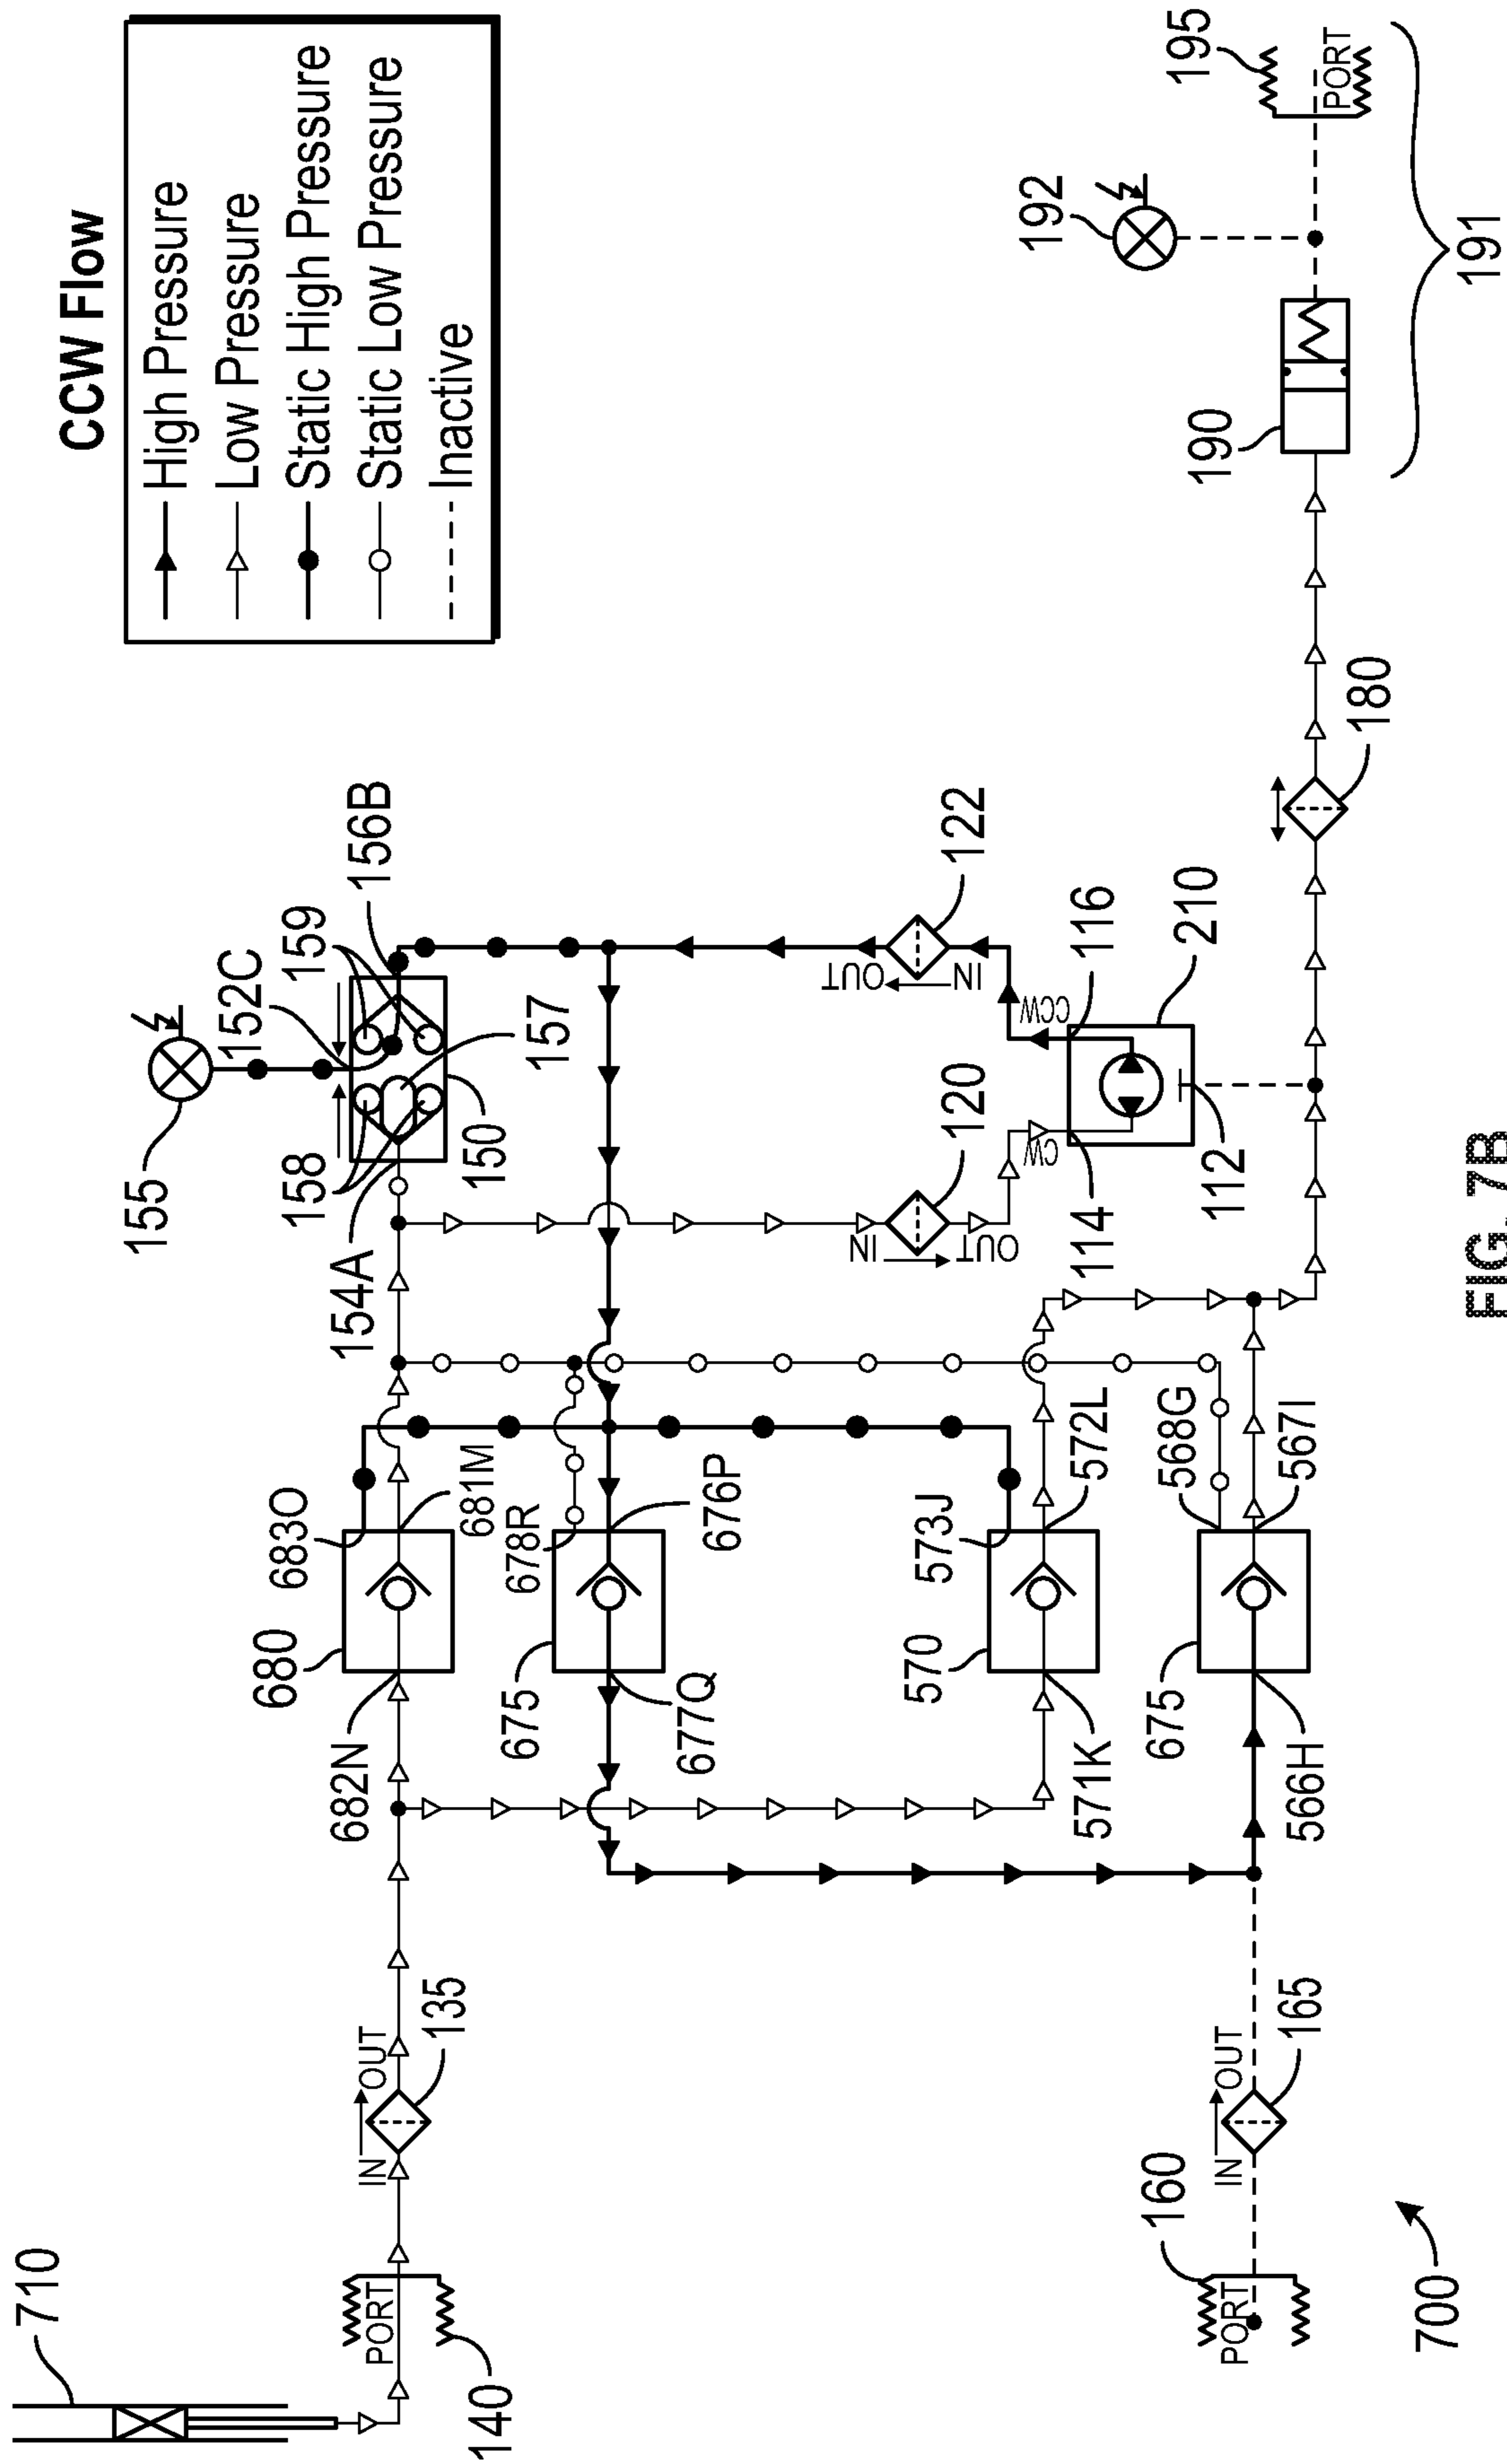 CCW Flow
High Pressure
Low Pressure
Static High Pressure
Static Low Pressure
Inactive
710
PORT
140
IN
OUT
135
682N
680
683O
681M
154A
158
155
152C
159
156B
150
157
675
677Q
678R
676P
IN
OUT
120
122
IN
OUT
CW
CCW
114
116
112
210
570
571K
573J
572L
160
PORT
IN
OUT
165
675
566H
568G
567I
180
190
192
195
PORT
191
700
FIG. 7B